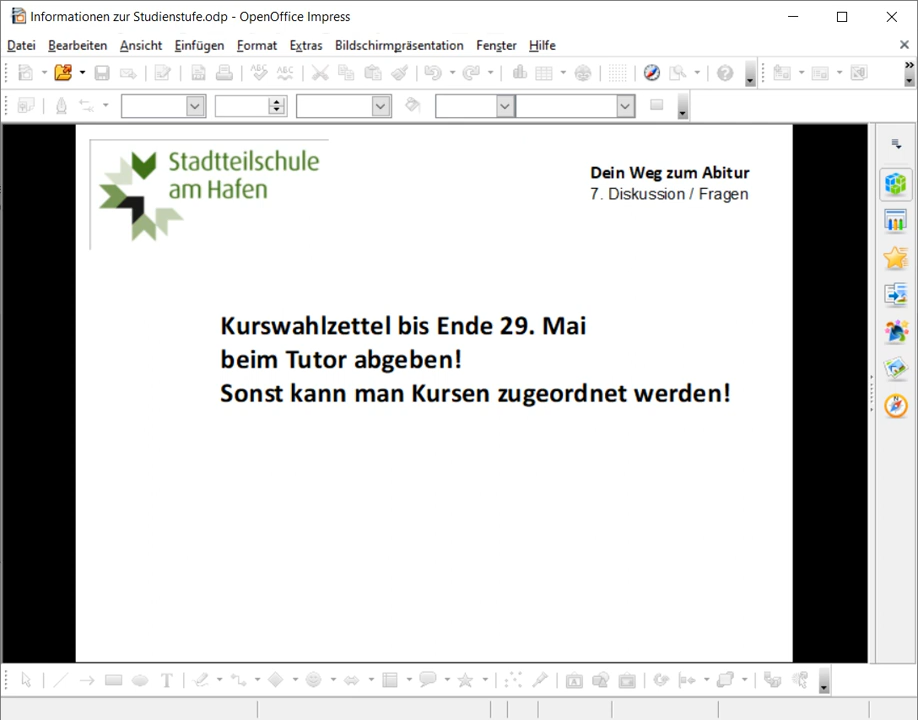 Informationen zur Studienstufe.odp - OpenOffice Impress
Datei Bearbeiten Ansicht Einfügen Format Extras Bildschirmpräsentation Fenster Hilfe
Stadtteilschule
am Hafen
Dein Weg zum Abitur
7. Diskussion / Fragen
Kurswahlzettel bis Ende 29. Mai
beim Tutor abgeben!
Sonst kann man Kursen zugeordnet werden!